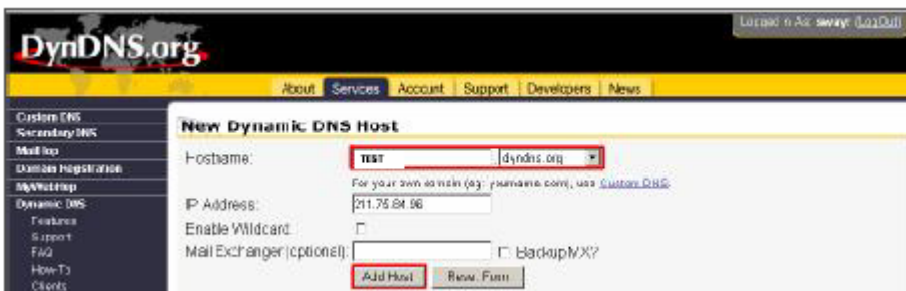 Logged in As: sway (LogOut)
DynDNS.org
About Services Account Support Developers News
Custom DNS
Secondary DNS
MailHop
Domain Registration
MyWebHop
Dynamic DNS
Features
Support
FAQ
How-To
Clients
New Dynamic DNS Host
Hostname: TEST .dyndns.org
For your own domain (eg: yourname.com), use Custom DNS.
IP Address: 211.75.84.96
Enable Wildcard:
Mail Exchanger (optional): Backup MX?
Add Host Reset Form